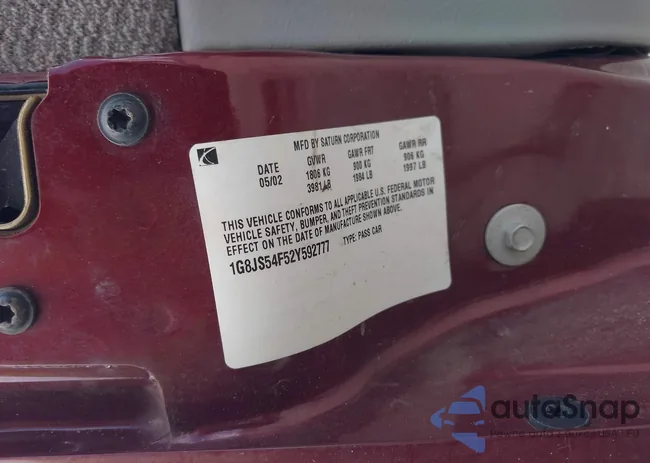 MFD BY SATURN CORPORATION
DATE GVWR GAWR FRT GAWR RR
05/02 1806 KG 900 KG 906 KG
3981 LB 1984 LB 1997 LB
THIS VEHICLE CONFORMS TO ALL APPLICABLE U.S. FEDERAL MOTOR
VEHICLE SAFETY, BUMPER, AND THEFT PREVENTION STANDARDS IN
EFFECT ON THE DATE OF MANUFACTURE SHOWN ABOVE.
1G8JS54F52Y592777 TYPE: PASS CAR
autoSnap